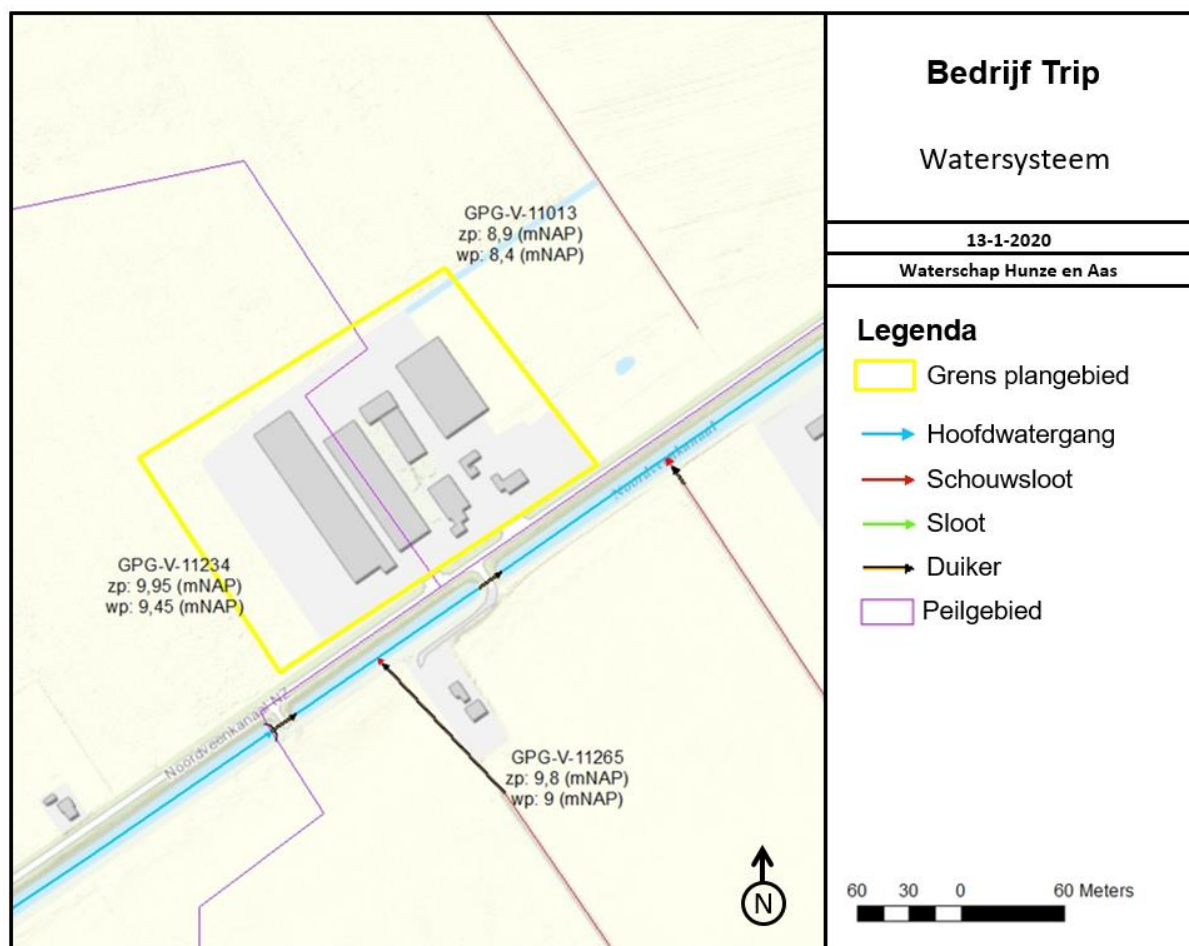 GPG-V-11013
zp: 8,9 (mNAP)
wp: 8,4 (mNAP)
Noordveenkanaal
GPG-V-11234
zp: 9,95 (mNAP)
wp: 9,45 (mNAP)
Noordveenkanaal NZ
GPG-V-11265
zp: 9,8 (mNAP)
wp: 9 (mNAP)
N
Bedrijf Trip
Watersysteem
13-1-2020
Waterschap Hunze en Aas
Legenda
Grens plangebied
Hoofdwatergang
Schouwsloot
Sloot
Duiker
Peilgebied
60 30 0 60 Meters